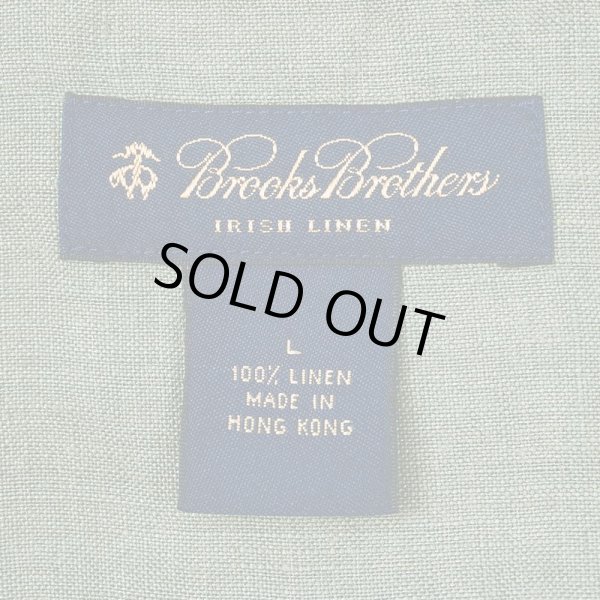 Brooks Brothers
IRISH LINEN
SOLD OUT
L
100% LINEN
MADE IN
HONG KONG